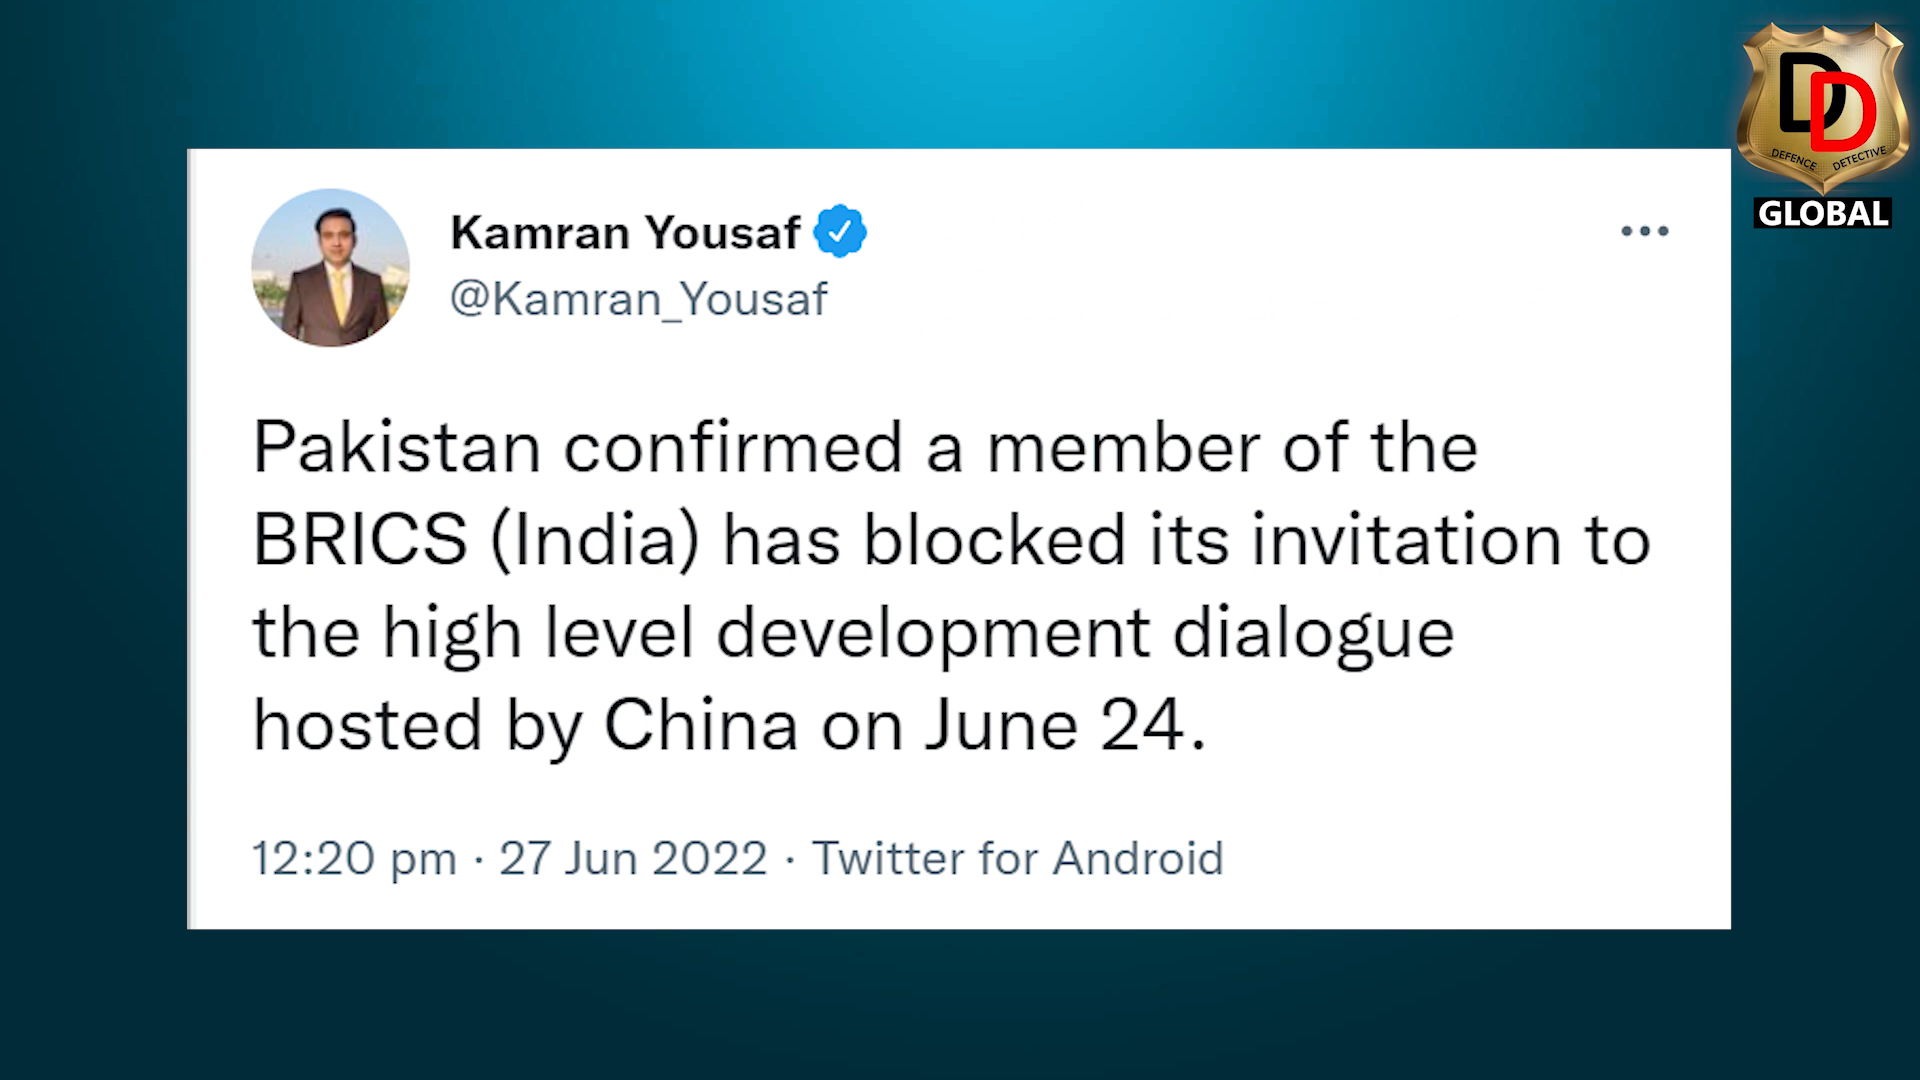 DD
DEFENCE DETECTIVE
GLOBAL
Kamran Yousaf
@Kamran_Yousaf
Pakistan confirmed a member of the
BRICS (India) has blocked its invitation to
the high level development dialogue
hosted by China on June 24.
12:20 pm · 27 Jun 2022 · Twitter for Android